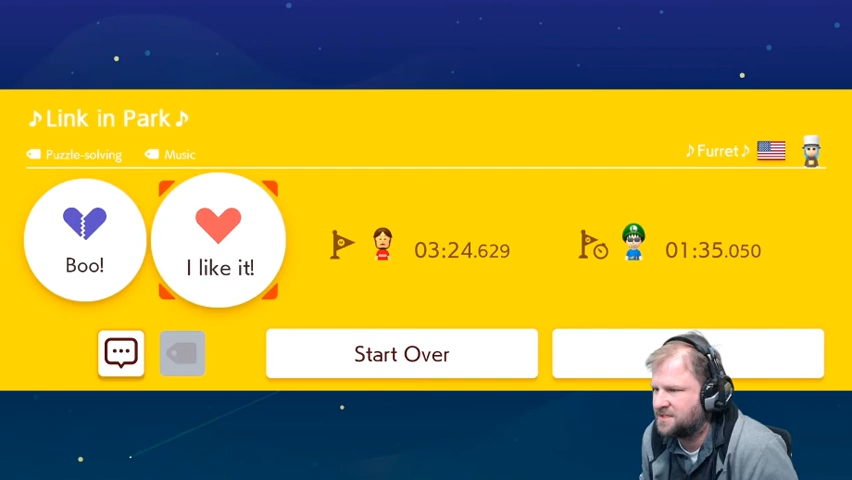 ♪Link in Park♪
Puzzle-solving Music
♪Furret♪
Boo!
I like it!
03:24.629
01:35.050
Start Over